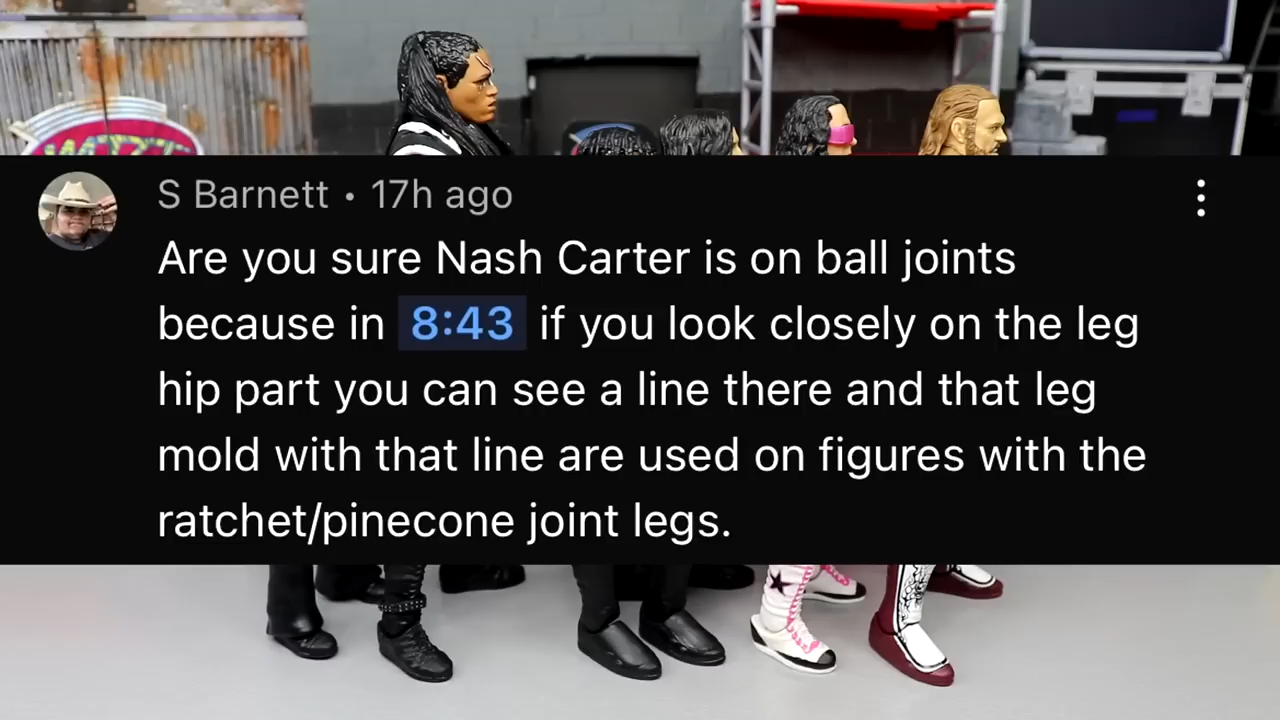 S Barnett • 17h ago
Are you sure Nash Carter is on ball joints
because in 8:43 if you look closely on the leg
hip part you can see a line there and that leg
mold with that line are used on figures with the
ratchet/pinecone joint legs.